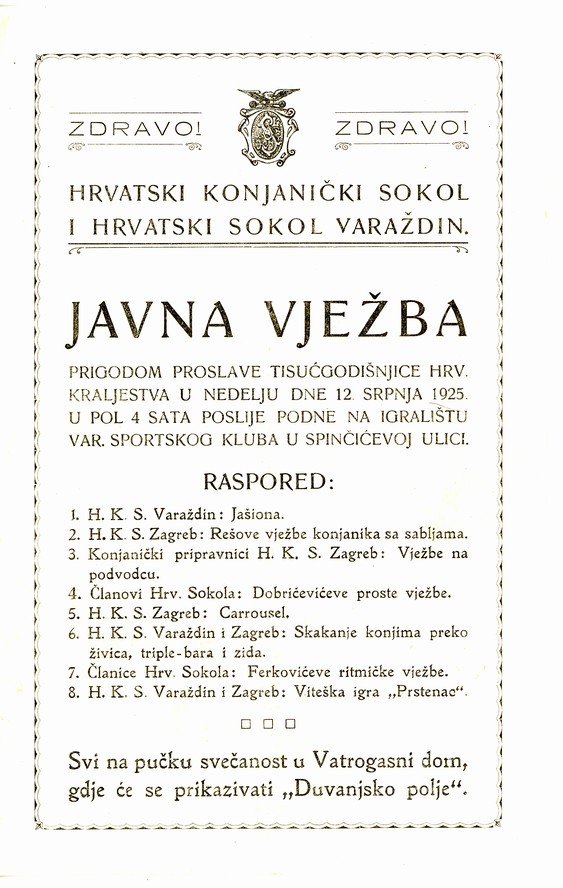 ZDRAVO! ZDRAVO!
HRVATSKI KONJANIČKI SOKOL
I HRVATSKI SOKOL VARAŽDIN.
JAVNA VJEŽBA
PRIGODOM PROSLAVE TISUĆGODIŠNJICE HRV.
KRALJESTVA U NEDELJU DNE 12. SRPNJA 1925.
U POL 4 SATA POSLIJE PODNE NA IGRALIŠTU
VAR. SPORTSKOG KLUBA U SPINČIĆEVOJ ULICI.
RASPORED:
1. H. K. S. Varaždin: Jašiona.
2. H. K. S. Zagreb: Rešove vježbe konjanika sa sabljama.
3. Konjanički pripravnici H. K. S. Zagreb: Vježbe na
podvodcu.
4. Članovi Hrv. Sokola: Dobrićevićeve proste vježbe.
5. H. K. S. Zagreb: Carrousel.
6. H. K. S. Varaždin i Zagreb: Skakanje konjima preko
živica, triple-bara i zida.
7. Članice Hrv. Sokola: Ferkovićeve ritmičke vježbe.
8. H. K. S. Varaždin i Zagreb: Viteška igra „Prstenac“.
Svi na pučku svečanost u Vatrogasni dom,
gdje će se prikazivati „Duvanjsko polje“.